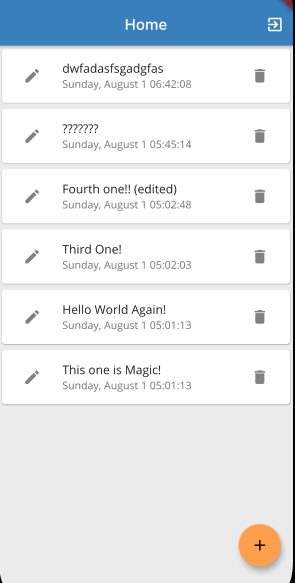 Home
dwfadasfsgadgfas
Sunday, August 1 06:42:08
???????
Sunday, August 1 05:45:14
Fourth one!! (edited)
Sunday, August 1 05:02:48
Third One!
Sunday, August 1 05:02:03
Hello World Again!
Sunday, August 1 05:01:13
This one is Magic!
Sunday, August 1 05:01:13